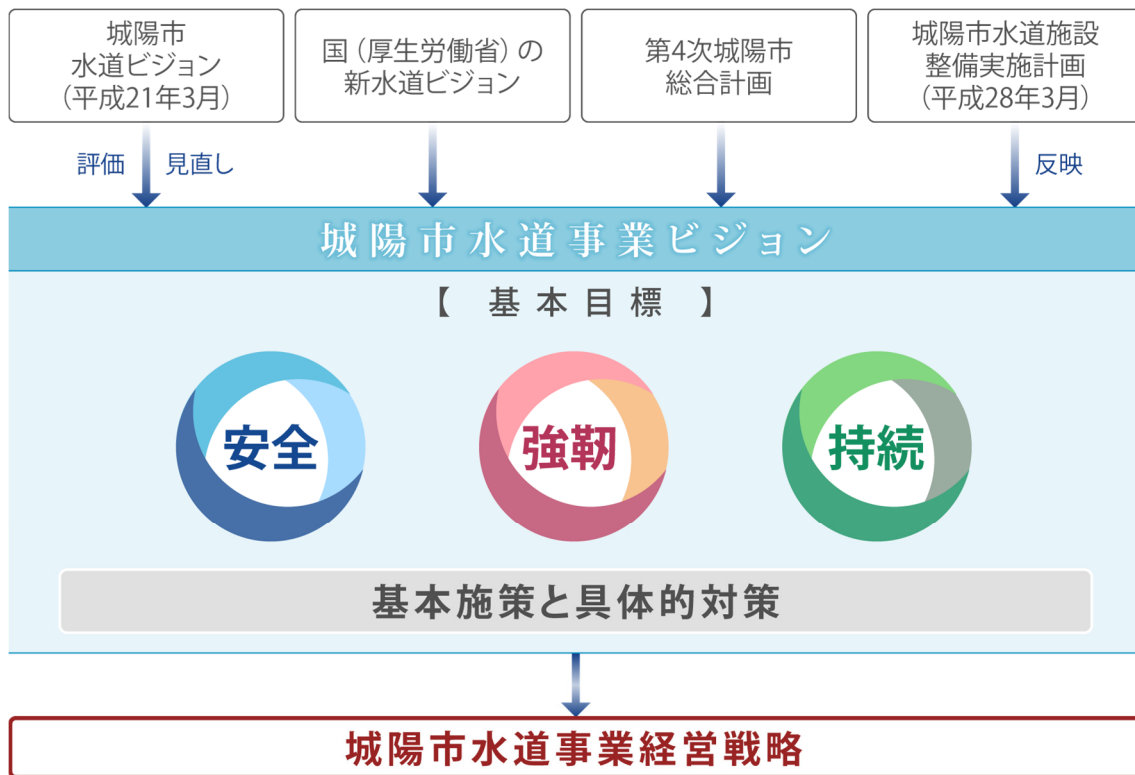 城陽市
水道ビジョン
（平成21年3月）
国（厚生労働省）の
新水道ビジョン
第4次城陽市
総合計画
城陽市水道施設
整備実施計画
（平成28年3月）
評価 見直し
反映
城陽市水道事業ビジョン
【 基本目標 】
安全
強靭
持続
基本施策と具体的対策
城陽市水道事業経営戦略